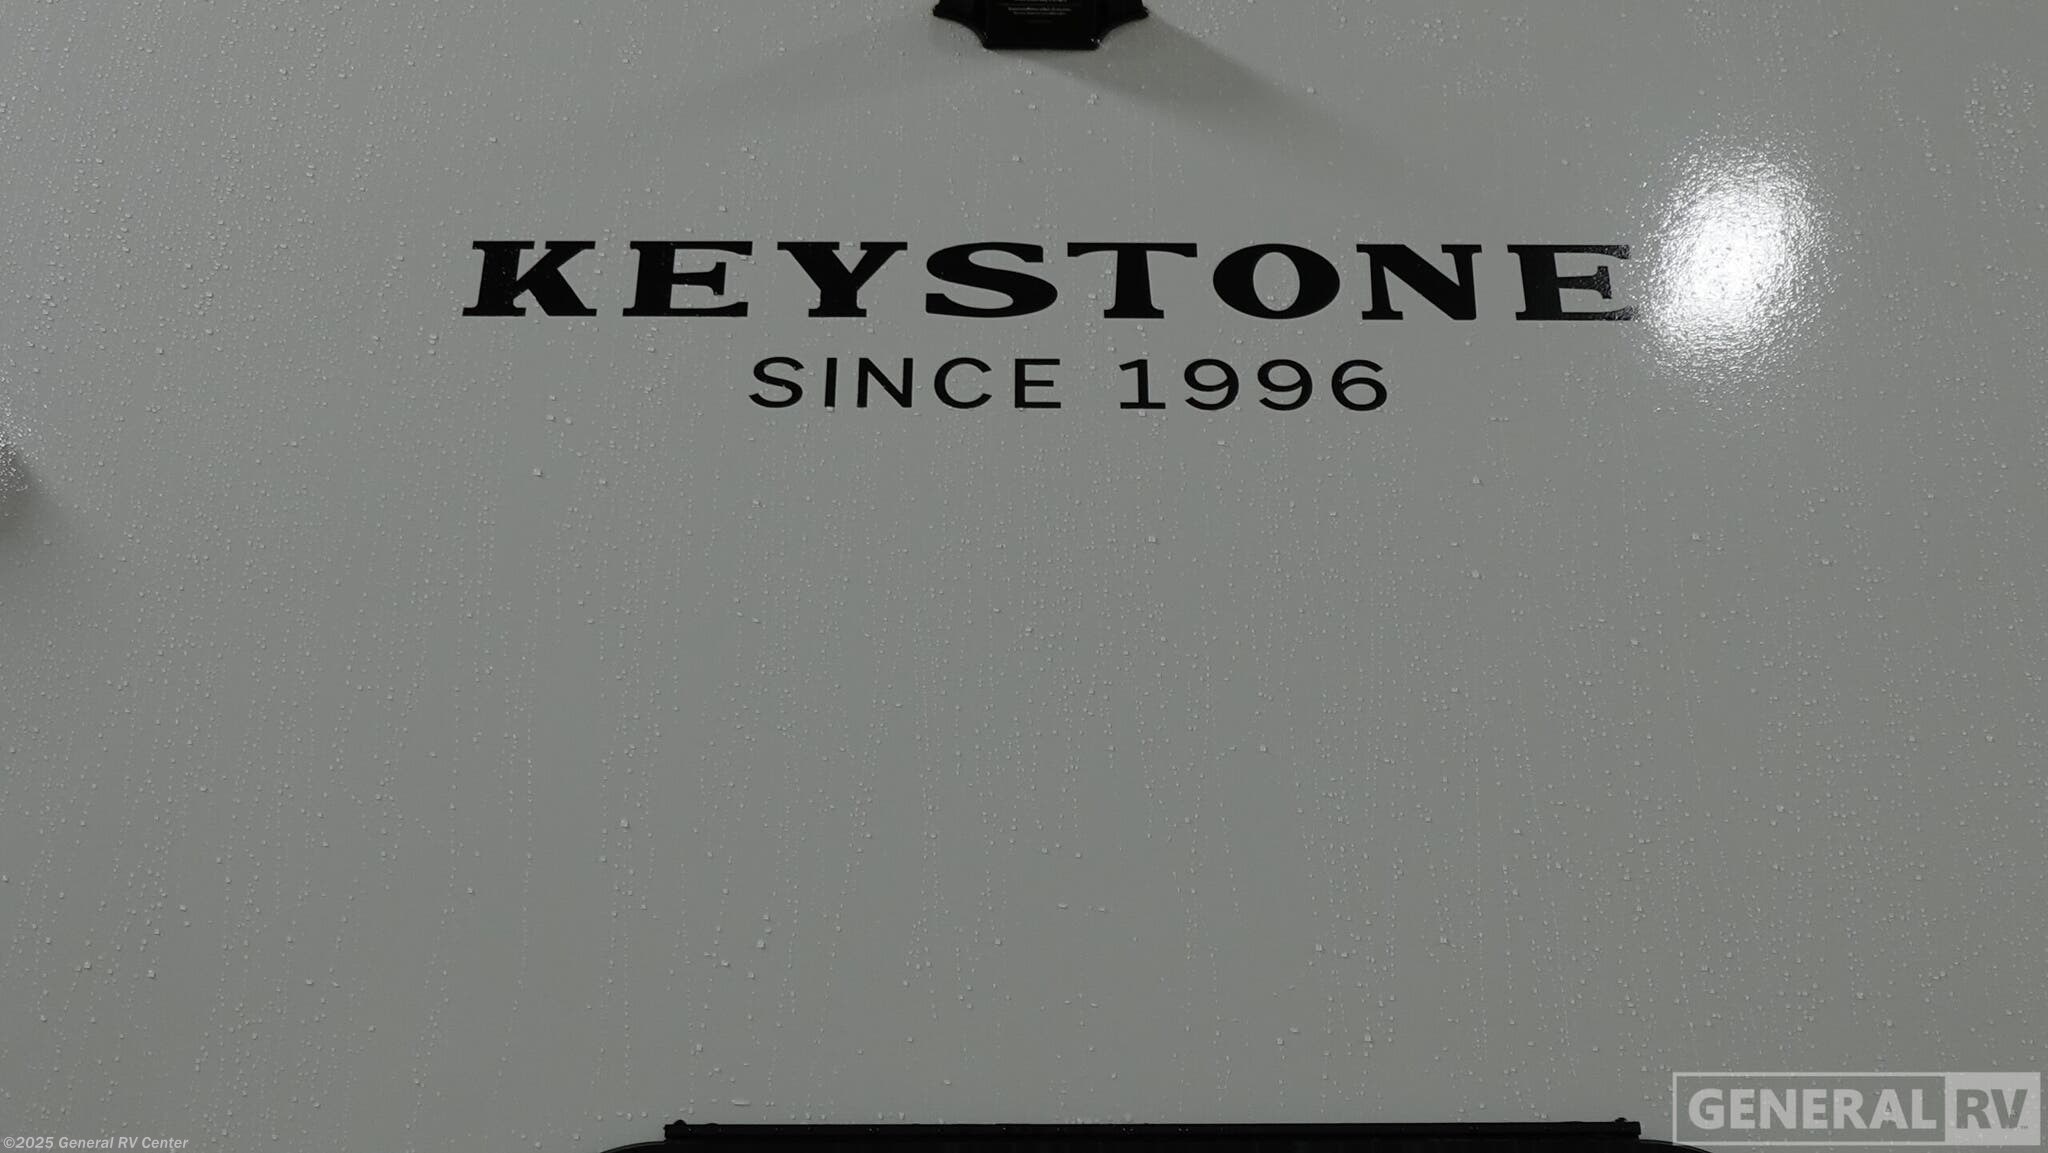 KEYSTONE
SINCE 1996
GENERAL RV
©2025 General RV Center